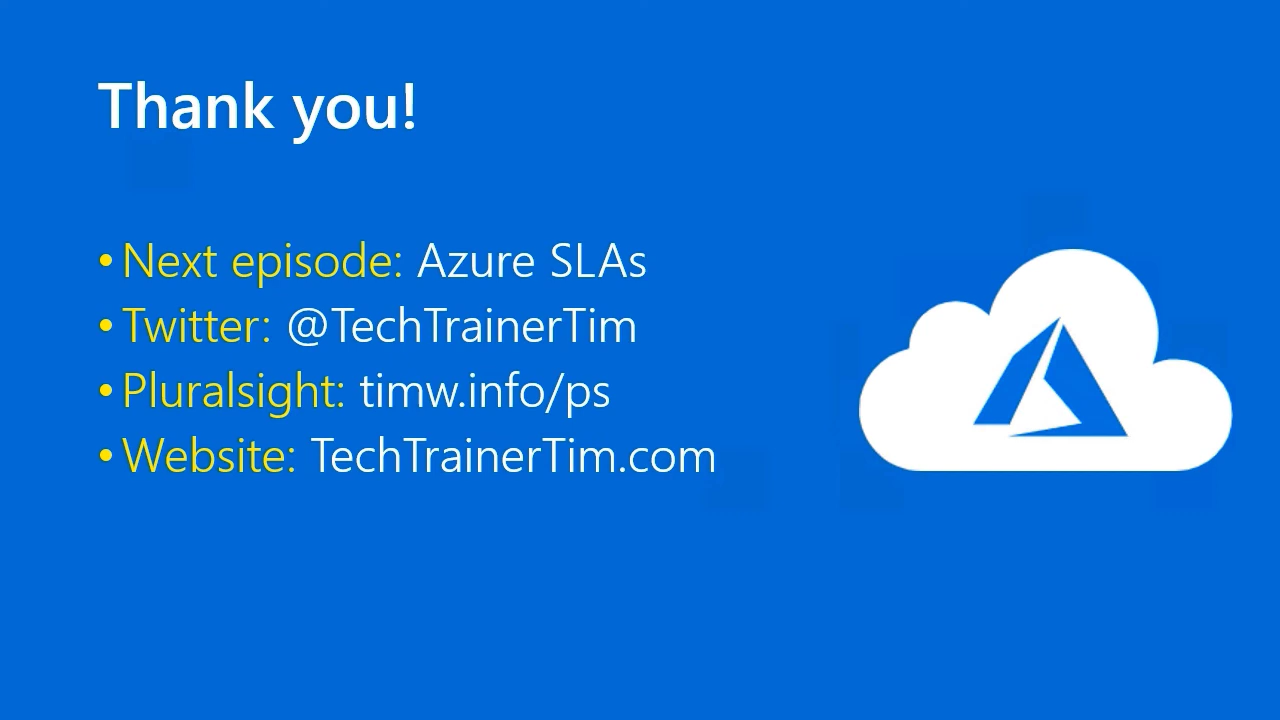 Thank you!
• Next episode: Azure SLAs
• Twitter: @TechTrainerTim
• Pluralsight: timw.info/ps
• Website: TechTrainerTim.com